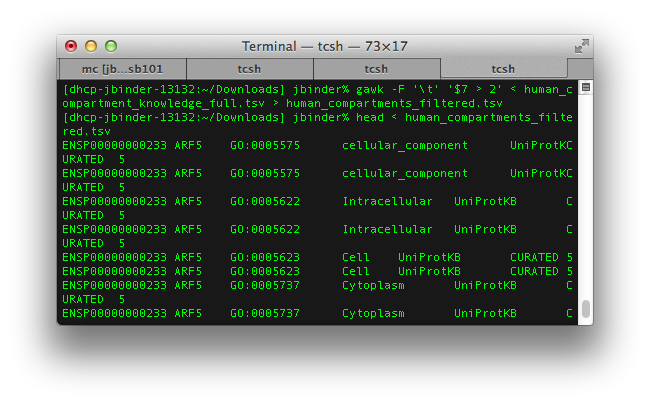 Terminal — tcsh — 73×17
mc [jb...sb101 tcsh tcsh tcsh
[dhcp-jbinder-13132:~/Downloads] jbinder% gawk -F '\t' '$7 > 2' < human_c
ompartment_knowledge_full.tsv > human_compartments_filtered.tsv
[dhcp-jbinder-13132:~/Downloads] jbinder% head < human_compartments_filte
red.tsv
ENSP00000000233 ARF5 GO:0005575 cellular_component UniProtKC
URATED 5
ENSP00000000233 ARF5 GO:0005575 cellular_component UniProtKC
URATED 5
ENSP00000000233 ARF5 GO:0005622 Intracellular UniProtKB C
URATED 5
ENSP00000000233 ARF5 GO:0005622 Intracellular UniProtKB C
URATED 5
ENSP00000000233 ARF5 GO:0005623 Cell UniProtKB CURATED 5
ENSP00000000233 ARF5 GO:0005623 Cell UniProtKB CURATED 5
ENSP00000000233 ARF5 GO:0005737 Cytoplasm UniProtKB C
URATED 5
ENSP00000000233 ARF5 GO:0005737 Cytoplasm UniProtKB C